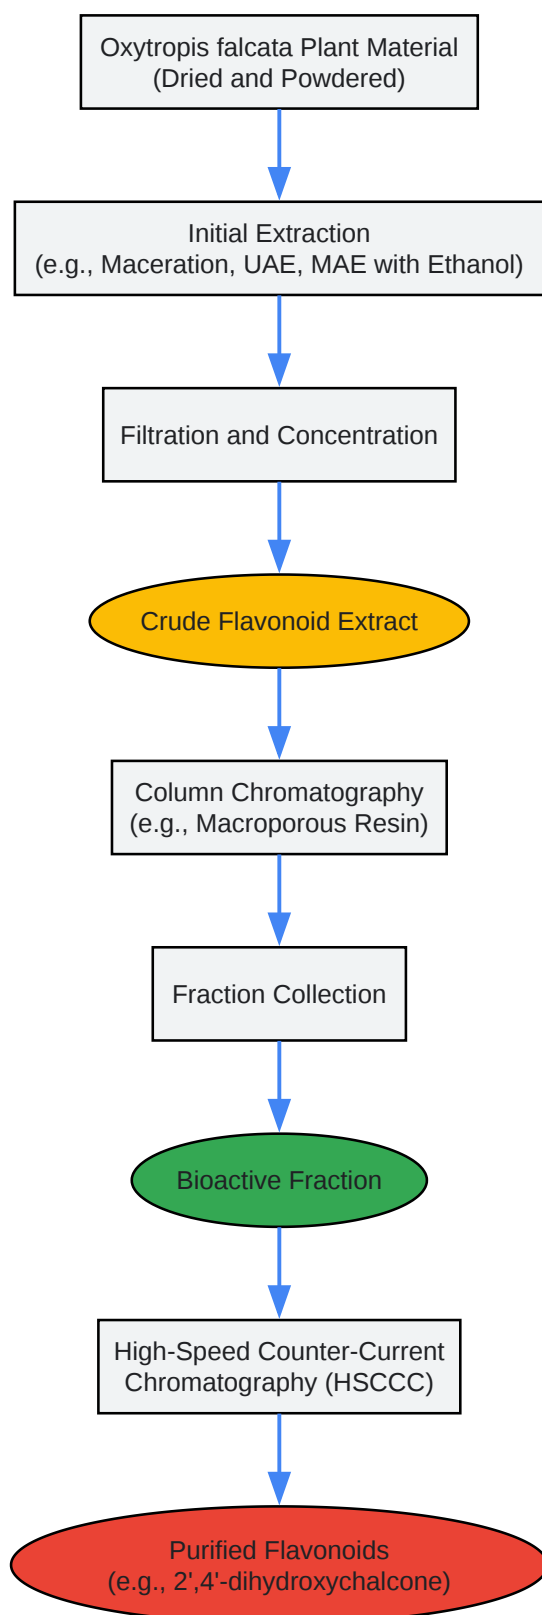 Oxytropis falcata Plant Material
(Dried and Powdered)
Initial Extraction
(e.g., Maceration, UAE, MAE with Ethanol)
Filtration and Concentration
Crude Flavonoid Extract
Column Chromatography
(e.g., Macroporous Resin)
Fraction Collection
Bioactive Fraction
High-Speed Counter-Current
Chromatography (HSCCC)
Purified Flavonoids
(e.g., 2',4'-dihydroxychalcone)